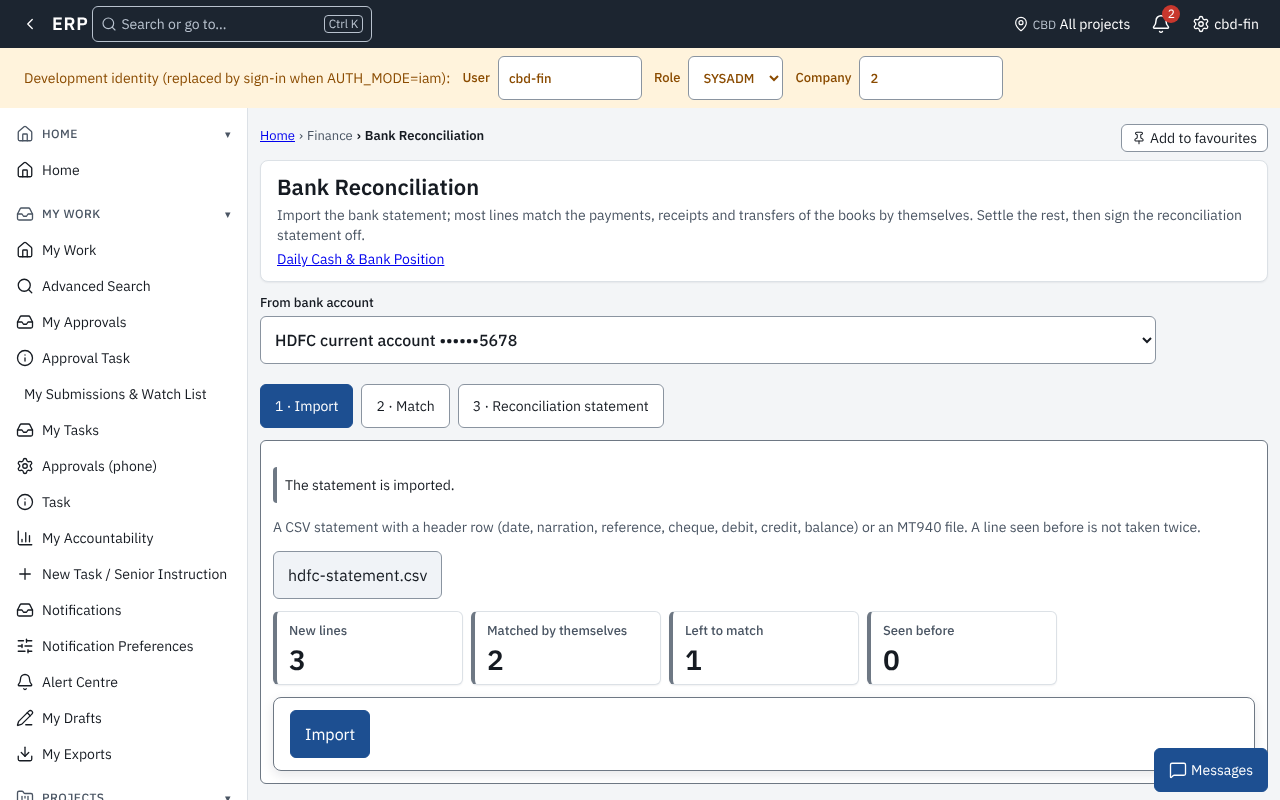 ERP
Search or go to...
Ctrl K
CBD All projects
2
cbd-fin
Development identity (replaced by sign-in when AUTH_MODE=iam):
User
cbd-fin
Role
SYSADM
Company
2
HOME
Home
MY WORK
My Work
Advanced Search
My Approvals
Approval Task
My Submissions & Watch List
My Tasks
Approvals (phone)
Task
My Accountability
New Task / Senior Instruction
Notifications
Notification Preferences
Alert Centre
My Drafts
My Exports
PROJECTS
Home › Finance › Bank Reconciliation
Add to favourites
Bank Reconciliation
Import the bank statement; most lines match the payments, receipts and transfers of the books by themselves. Settle the rest, then sign the reconciliation
statement off.
Daily Cash & Bank Position
From bank account
HDFC current account ••••••5678
1 · Import
2 · Match
3 · Reconciliation statement
The statement is imported.
A CSV statement with a header row (date, narration, reference, cheque, debit, credit, balance) or an MT940 file. A line seen before is not taken twice.
hdfc-statement.csv
New lines
3
Matched by themselves
2
Left to match
1
Seen before
0
Import
Messages